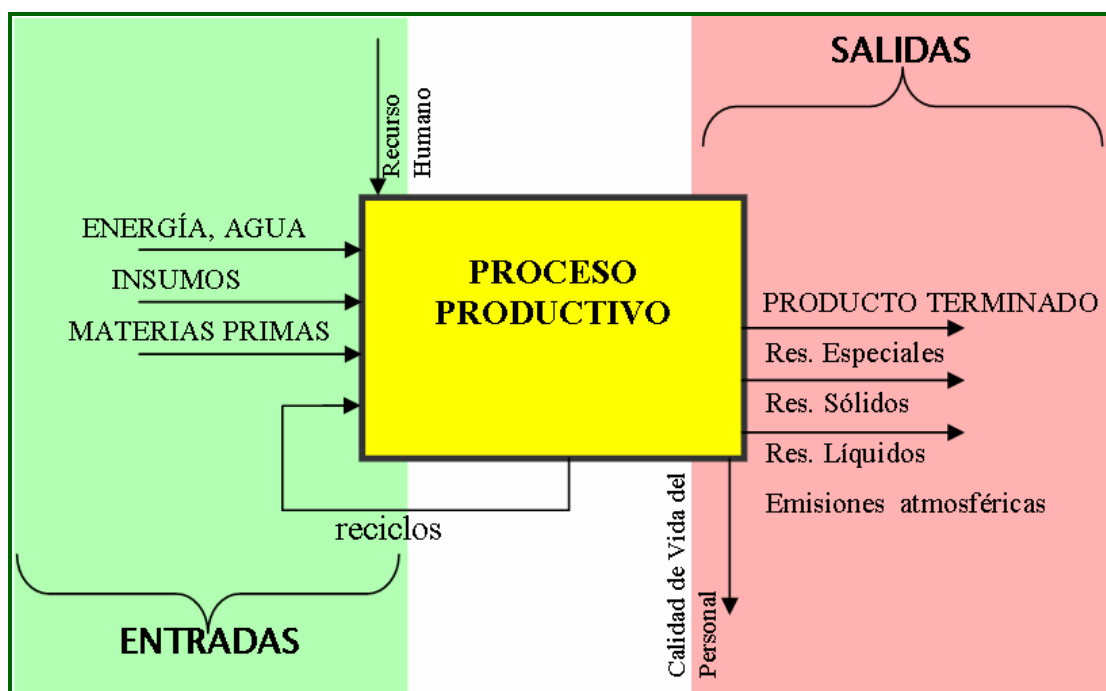 SALIDAS
Recurso
Humano
ENERGÍA, AGUA
INSUMOS
MATERIAS PRIMAS
PROCESO
PRODUCTIVO
PRODUCTO TERMINADO
Res. Especiales
Res. Sólidos
Res. Líquidos
Emisiones atmosféricas
reciclos
Calidad de Vida del
Personal
ENTRADAS